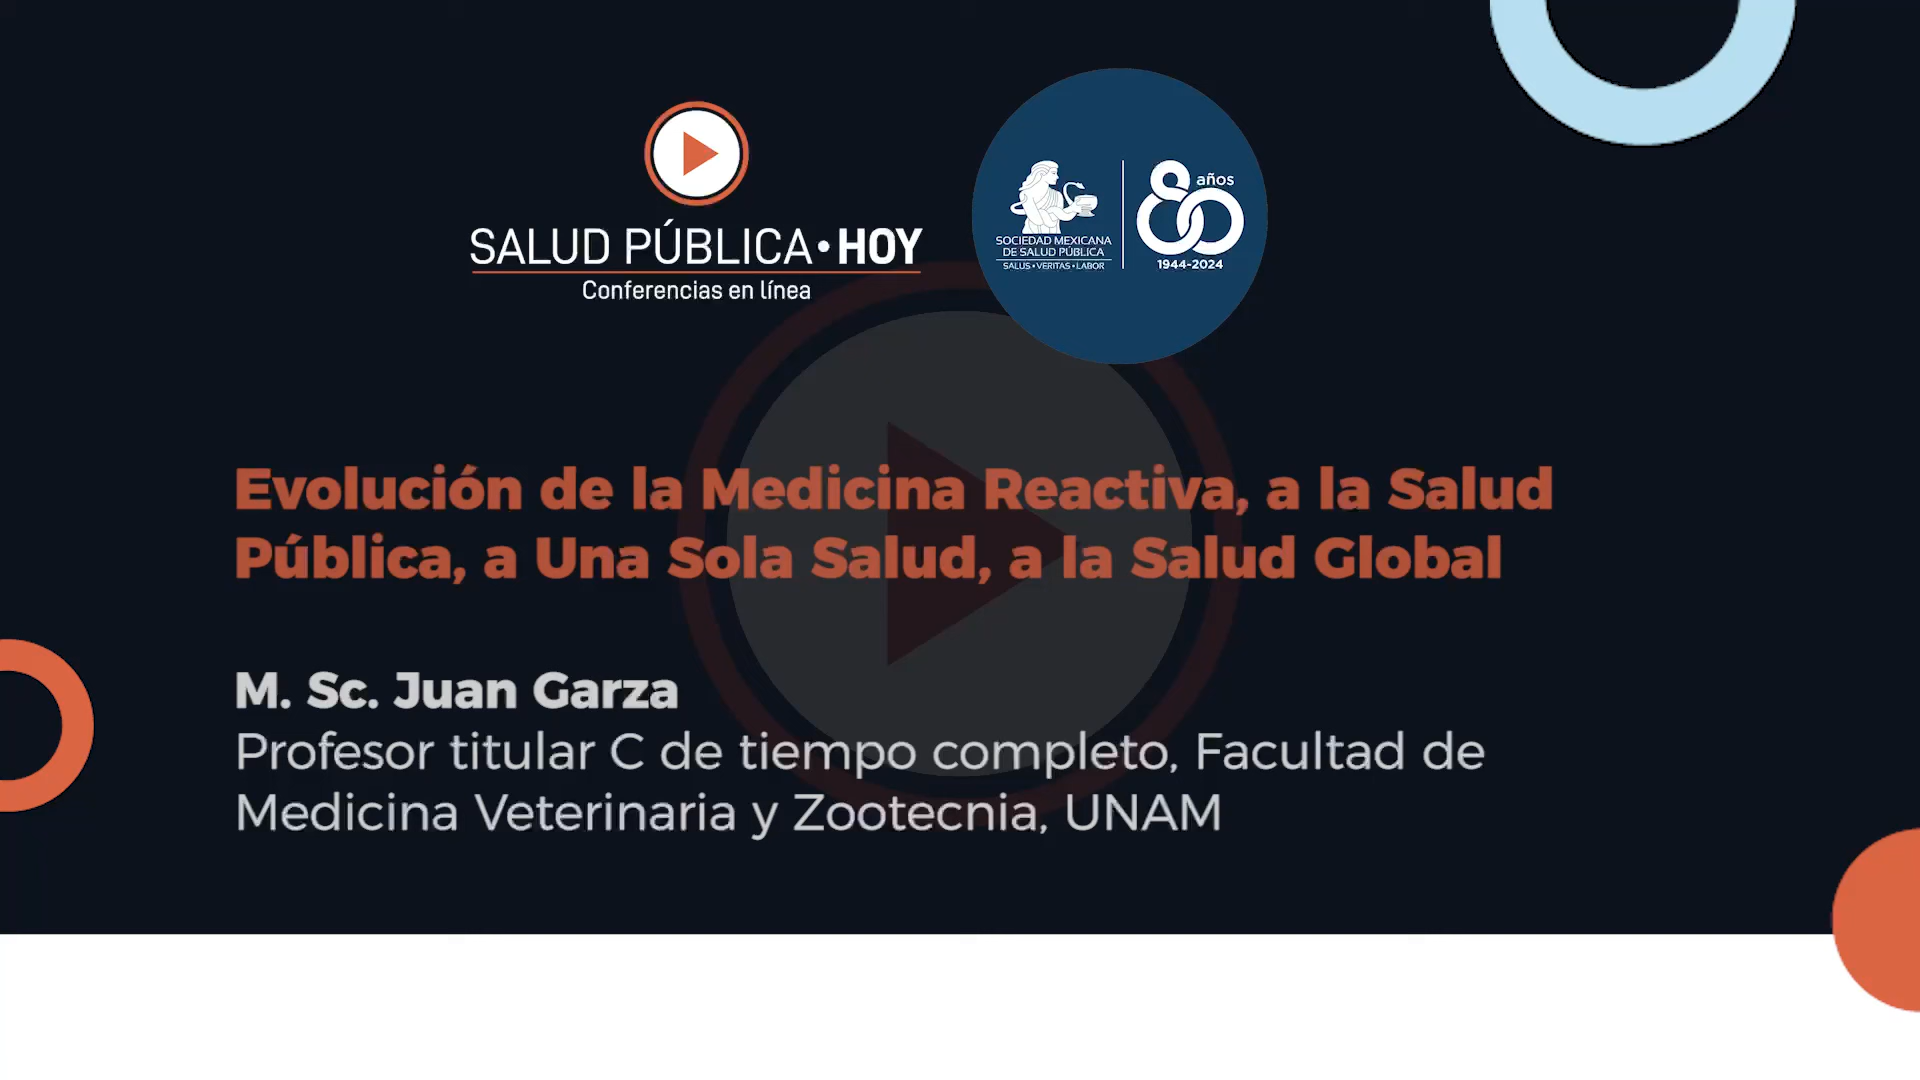 SALUD PÚBLICA•HOY
Conferencias en línea
SOCIEDAD MEXICANA
DE SALUD PÚBLICA
SALUS•VERITAS•LABOR
80 años
1944-2024
Evolución de la Medicina Reactiva, a la Salud
Pública, a Una Sola Salud, a la Salud Global
M. Sc. Juan Garza
Profesor titular C de tiempo completo, Facultad de
Medicina Veterinaria y Zootecnia, UNAM